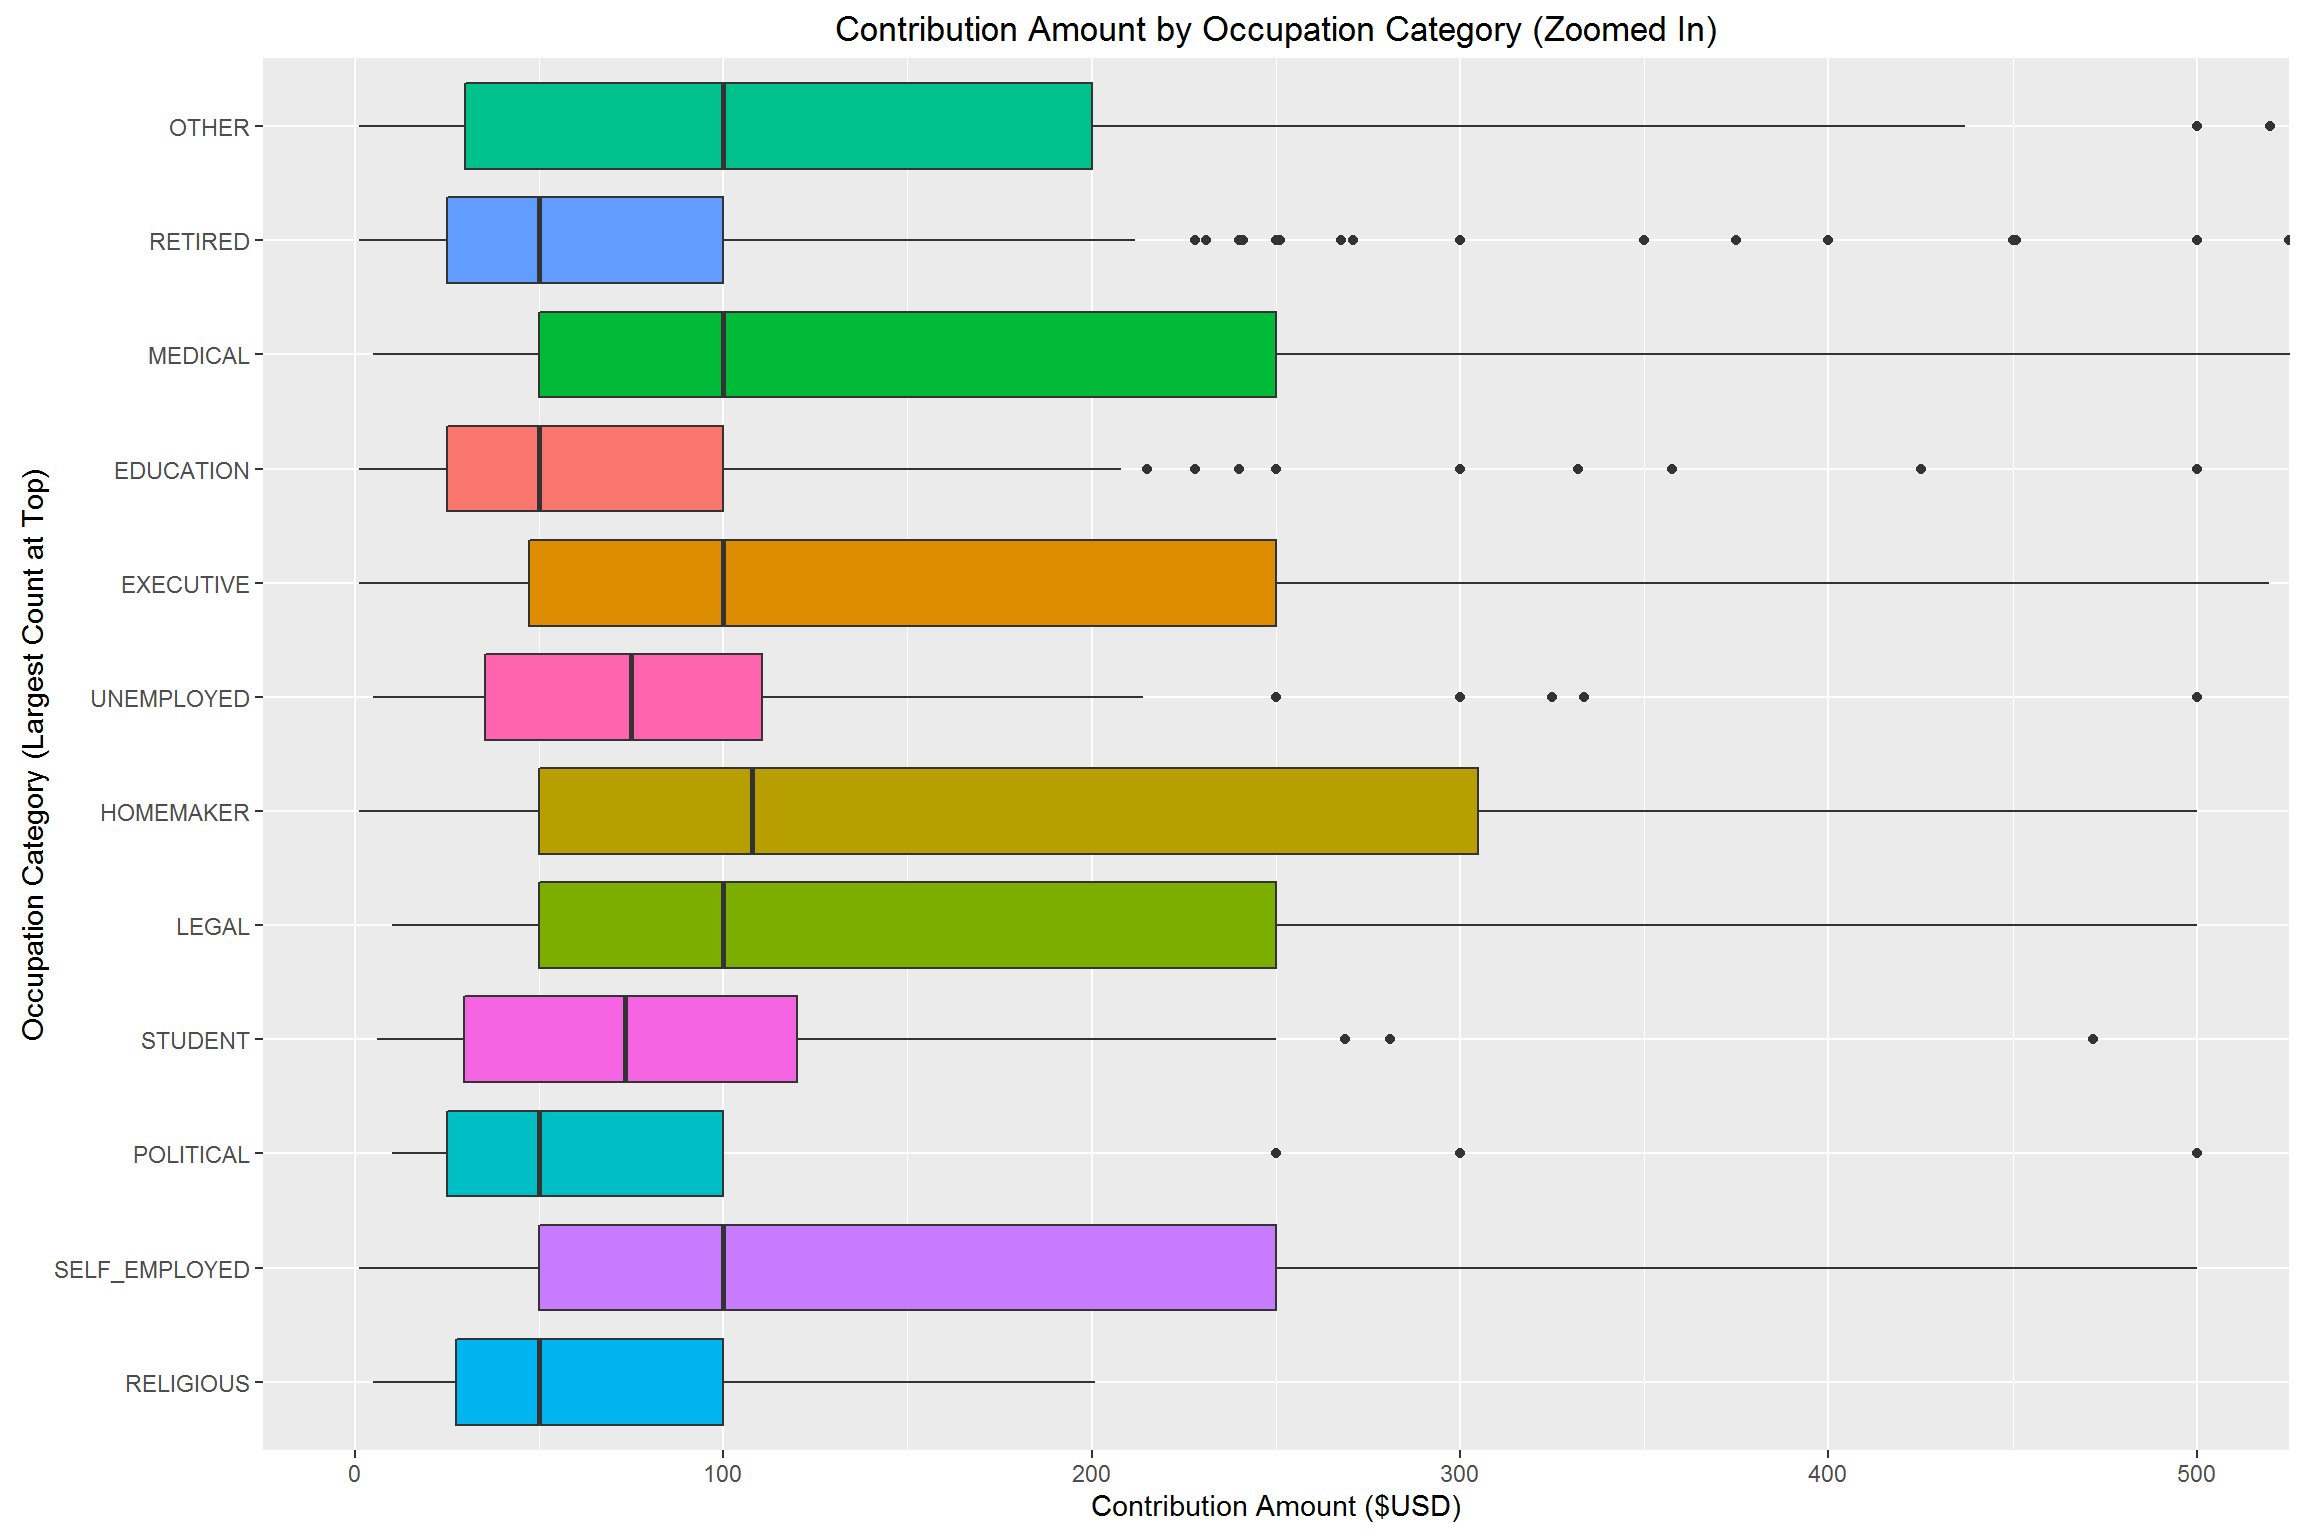 Contribution Amount by Occupation Category (Zoomed In)
Occupation Category (Largest Count at Top)
OTHER
RETIRED
MEDICAL
EDUCATION
EXECUTIVE
UNEMPLOYED
HOMEMAKER
LEGAL
STUDENT
POLITICAL
SELF_EMPLOYED
RELIGIOUS
0 100 200 300 400 500
Contribution Amount ($USD)